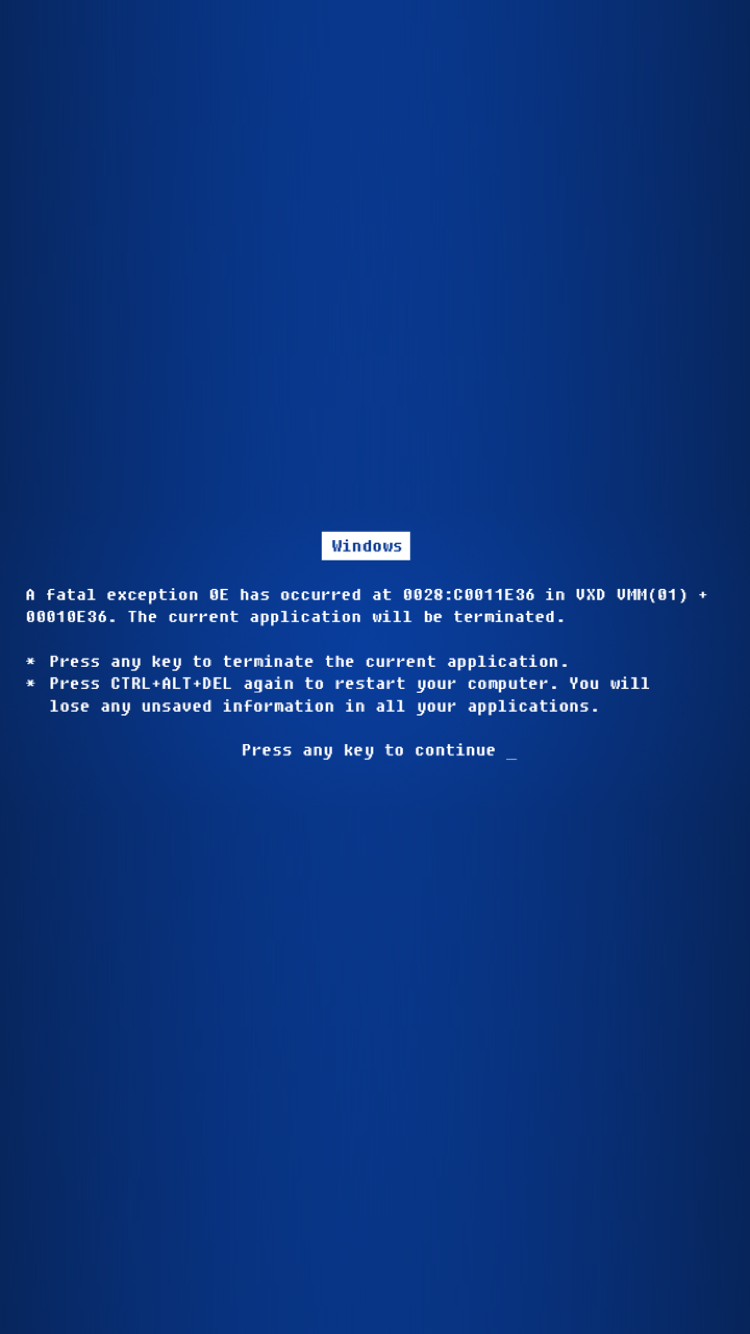 Windows
A fatal exception 0E has occurred at 0028:C0011E36 in VXD VMM(01) +
00010E36. The current application will be terminated.
* Press any key to terminate the current application.
* Press CTRL+ALT+DEL again to restart your computer. You will
lose any unsaved information in all your applications.
Press any key to continue _